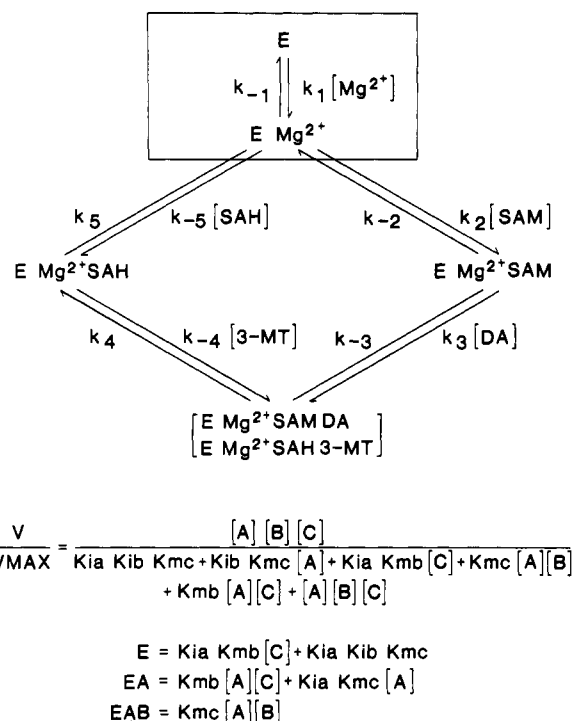 E
k-1 k1[Mg2+]
E Mg2+
k5 k-5[SAH] k-2 k2[SAM]
E Mg2+SAH E Mg2+SAM
k4 k-4 [3-MT] k-3 k3[DA]
[E Mg2+SAM DA
E Mg2+SAH 3-MT]
V [A][B][C]
VMAX = Kia Kib Kmc+Kib Kmc[A]+Kia Kmb[C]+Kmc[A][B]
+Kmb[A][C]+[A][B][C]
E = Kia Kmb[C]+Kia Kib Kmc
EA = Kmb[A][C]+Kia Kmc[A]
EAB = Kmc[A][B]